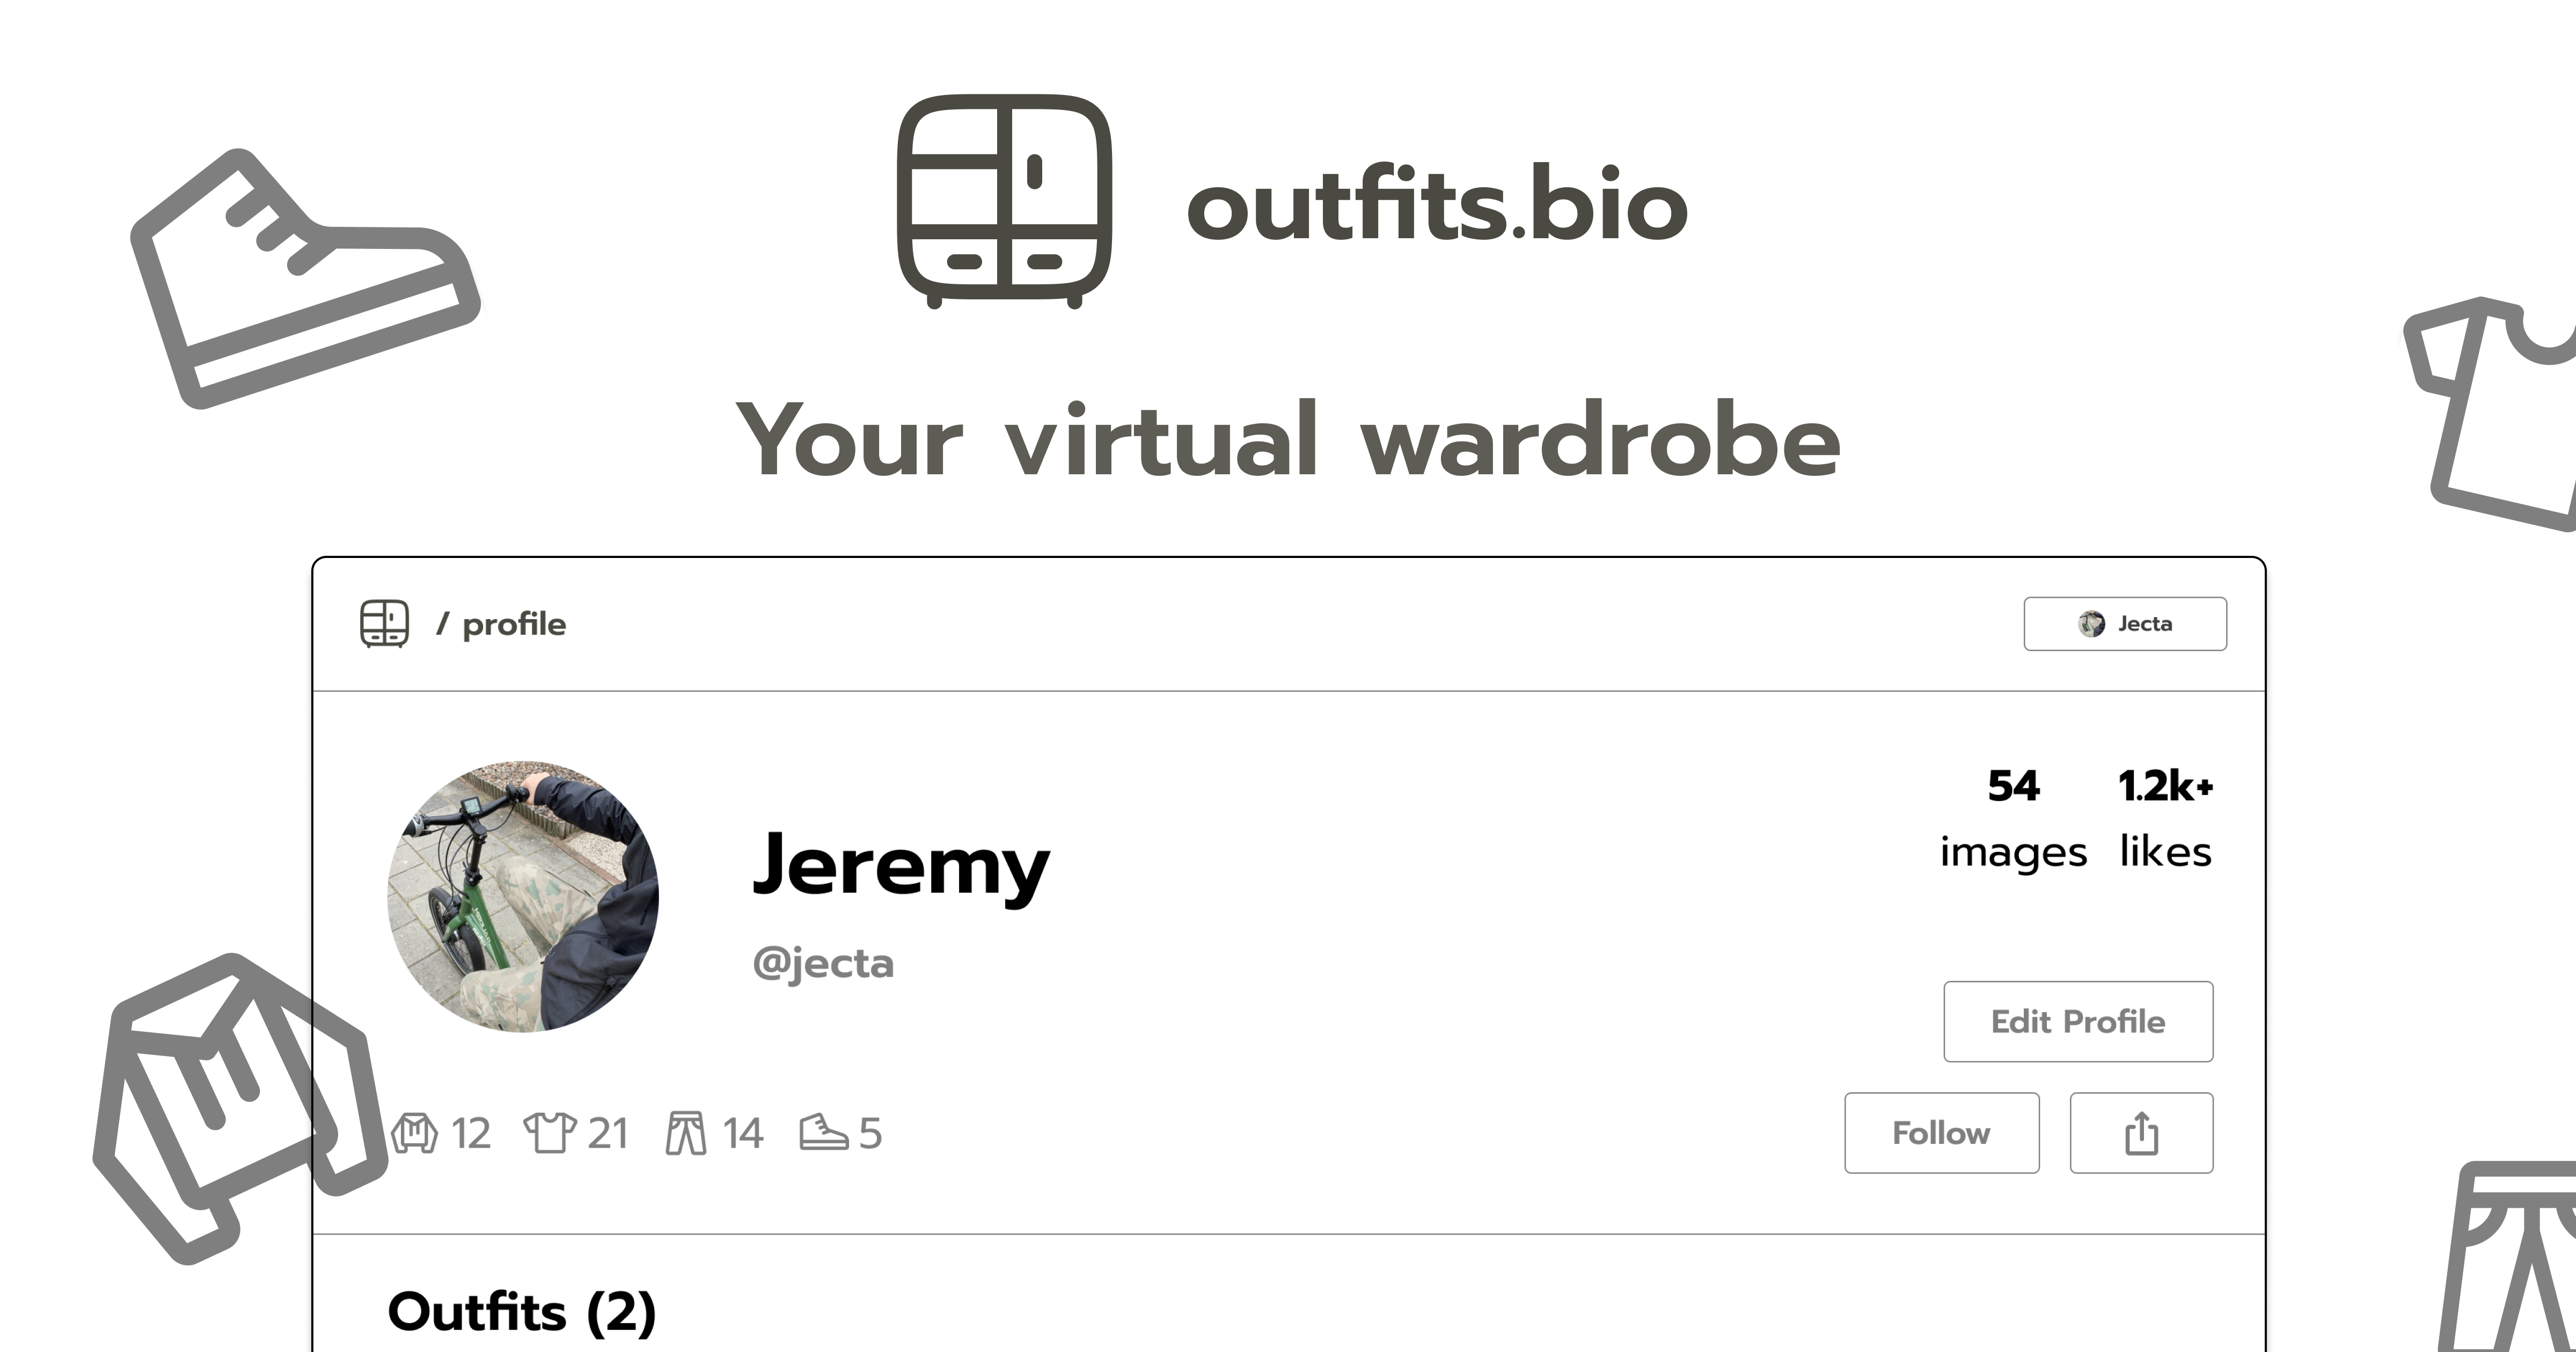 outfits.bio
Your virtual wardrobe
/ profile
Jecta
54 1.2k+
images likes
Jeremy
@jecta
Edit Profile
12 21 14 5
Follow
Outfits (2)